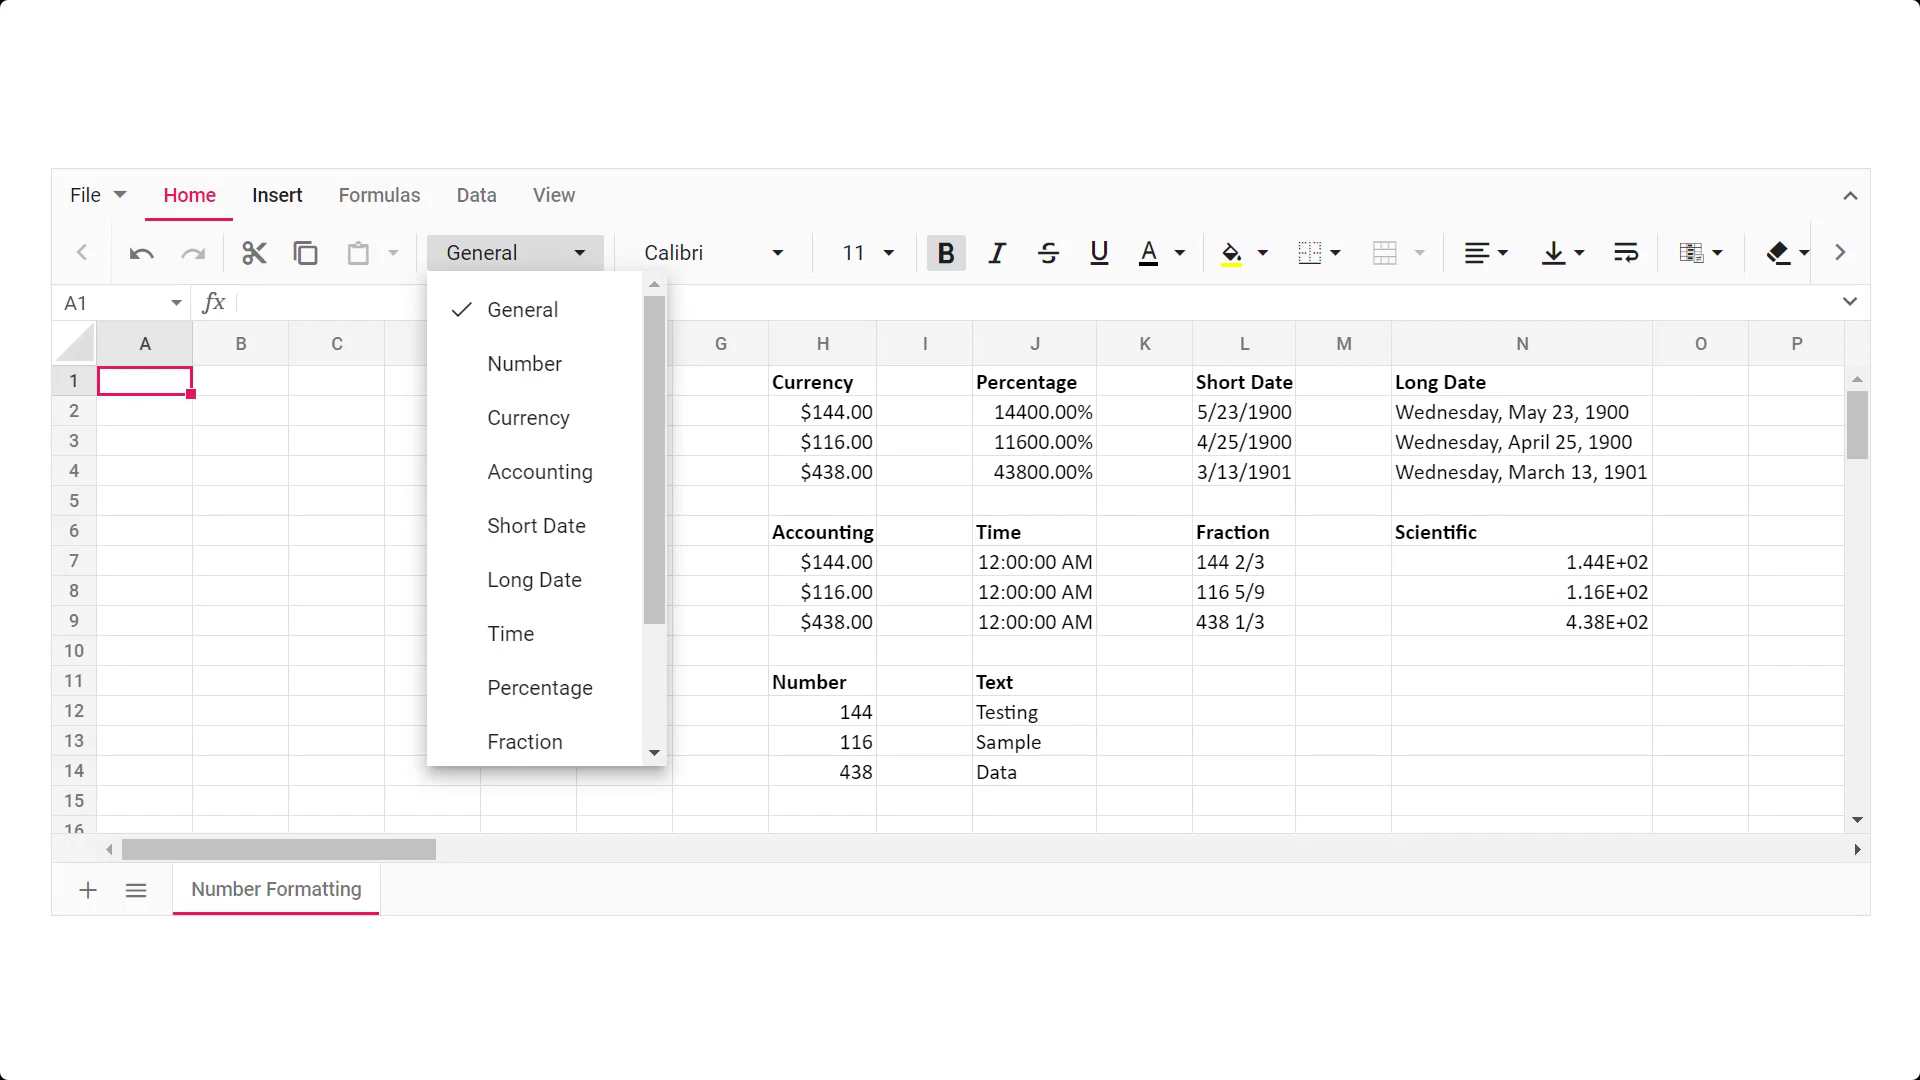 File Home Insert Formulas Data View
General Calibri 11 B I S U A
A1 fx
A B C G H I J K L M N O P
General
Number
Currency
Accounting
Short Date
Long Date
Time
Percentage
Fraction
1 Currency Percentage Short Date Long Date
2 $144.00 14400.00% 5/23/1900 Wednesday, May 23, 1900
3 $116.00 11600.00% 4/25/1900 Wednesday, April 25, 1900
4 $438.00 43800.00% 3/13/1901 Wednesday, March 13, 1901
5
6 Accounting Time Fraction Scientific
7 $144.00 12:00:00 AM 144 2/3 1.44E+02
8 $116.00 12:00:00 AM 116 5/9 1.16E+02
9 $438.00 12:00:00 AM 438 1/3 4.38E+02
10
11 Number Text
12 144 Testing
13 116 Sample
14 438 Data
15
16
Number Formatting